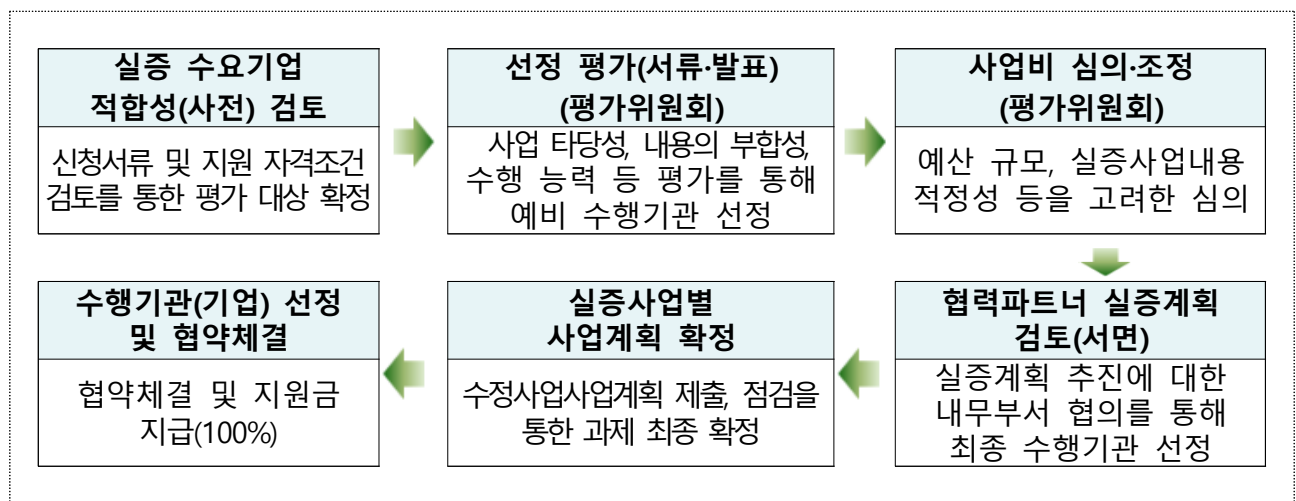 실증 수요기업
적합성(사전) 검토
신청서류 및 지원 자격조건
검토를 통한 평가 대상 확정
선정 평가(서류·발표)
(평가위원회)
사업 타당성, 내용의 부합성,
수행 능력 등 평가를 통해
예비 수행기관 선정
사업비 심의·조정
(평가위원회)
예산 규모, 실증사업내용
적정성 등을 고려한 심의
협력파트너 실증계획
검토(서면)
실증계획 추진에 대한
내무부서 협의를 통해
최종 수행기관 선정
실증사업별
사업계획 확정
수정사업사업계획 제출, 점검을
통한 과제 최종 확정
수행기관(기업) 선정
및 협약체결
협약체결 및 지원금
지급(100%)